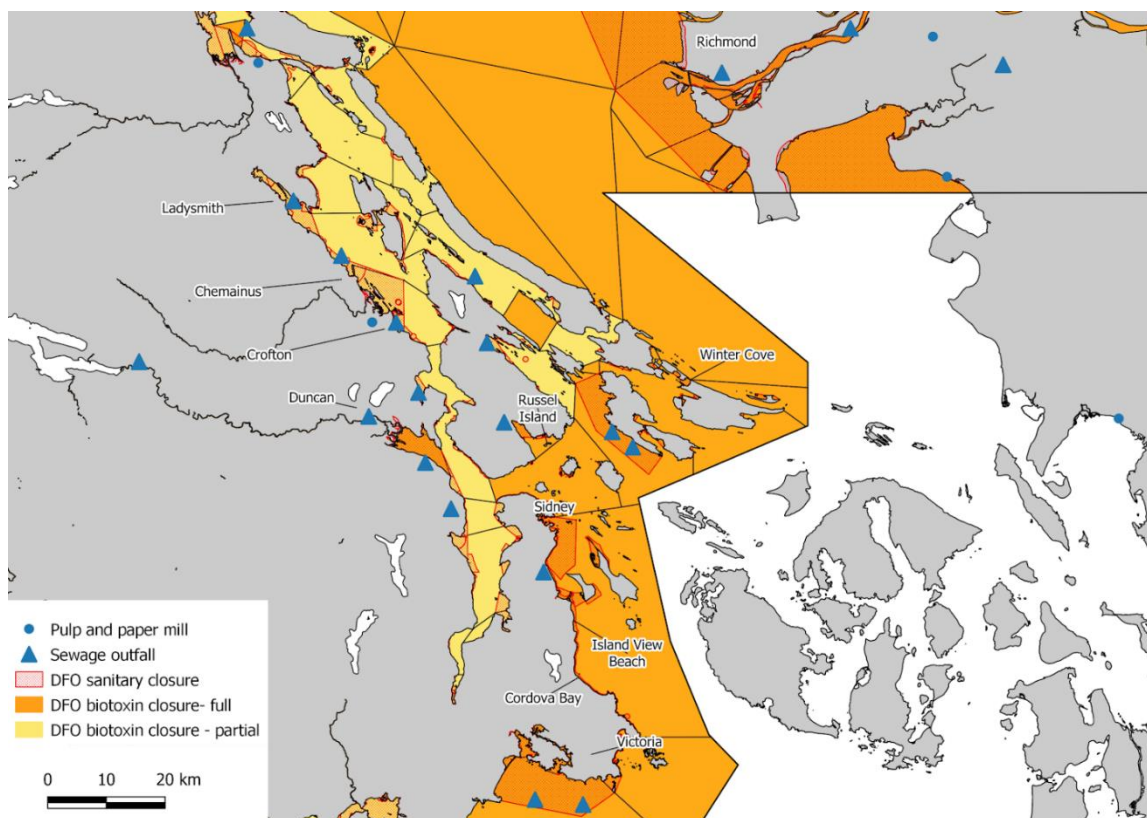 Richmond
Ladysmith
Chemainus
Crofton
Winter Cove
Duncan
Russel
Island
Sidney
Island View
Beach
Cordova Bay
Victoria
Pulp and paper mill
Sewage outfall
DFO sanitary closure
DFO biotoxin closure- full
DFO biotoxin closure - partial
0 10 20 km